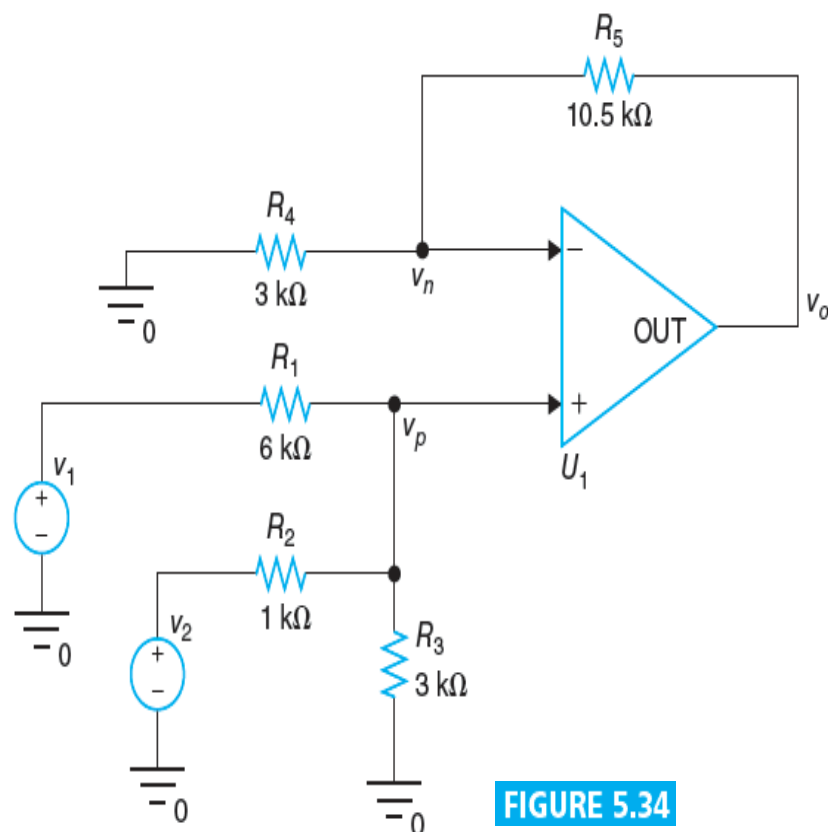 R5
10.5 kΩ
R4
3 kΩ
vn
−
0
OUT
vo
R1
6 kΩ
vp
+
U1
v1
+
−
R2
1 kΩ
0
v2
+
−
R3
3 kΩ
0
0
FIGURE 5.34